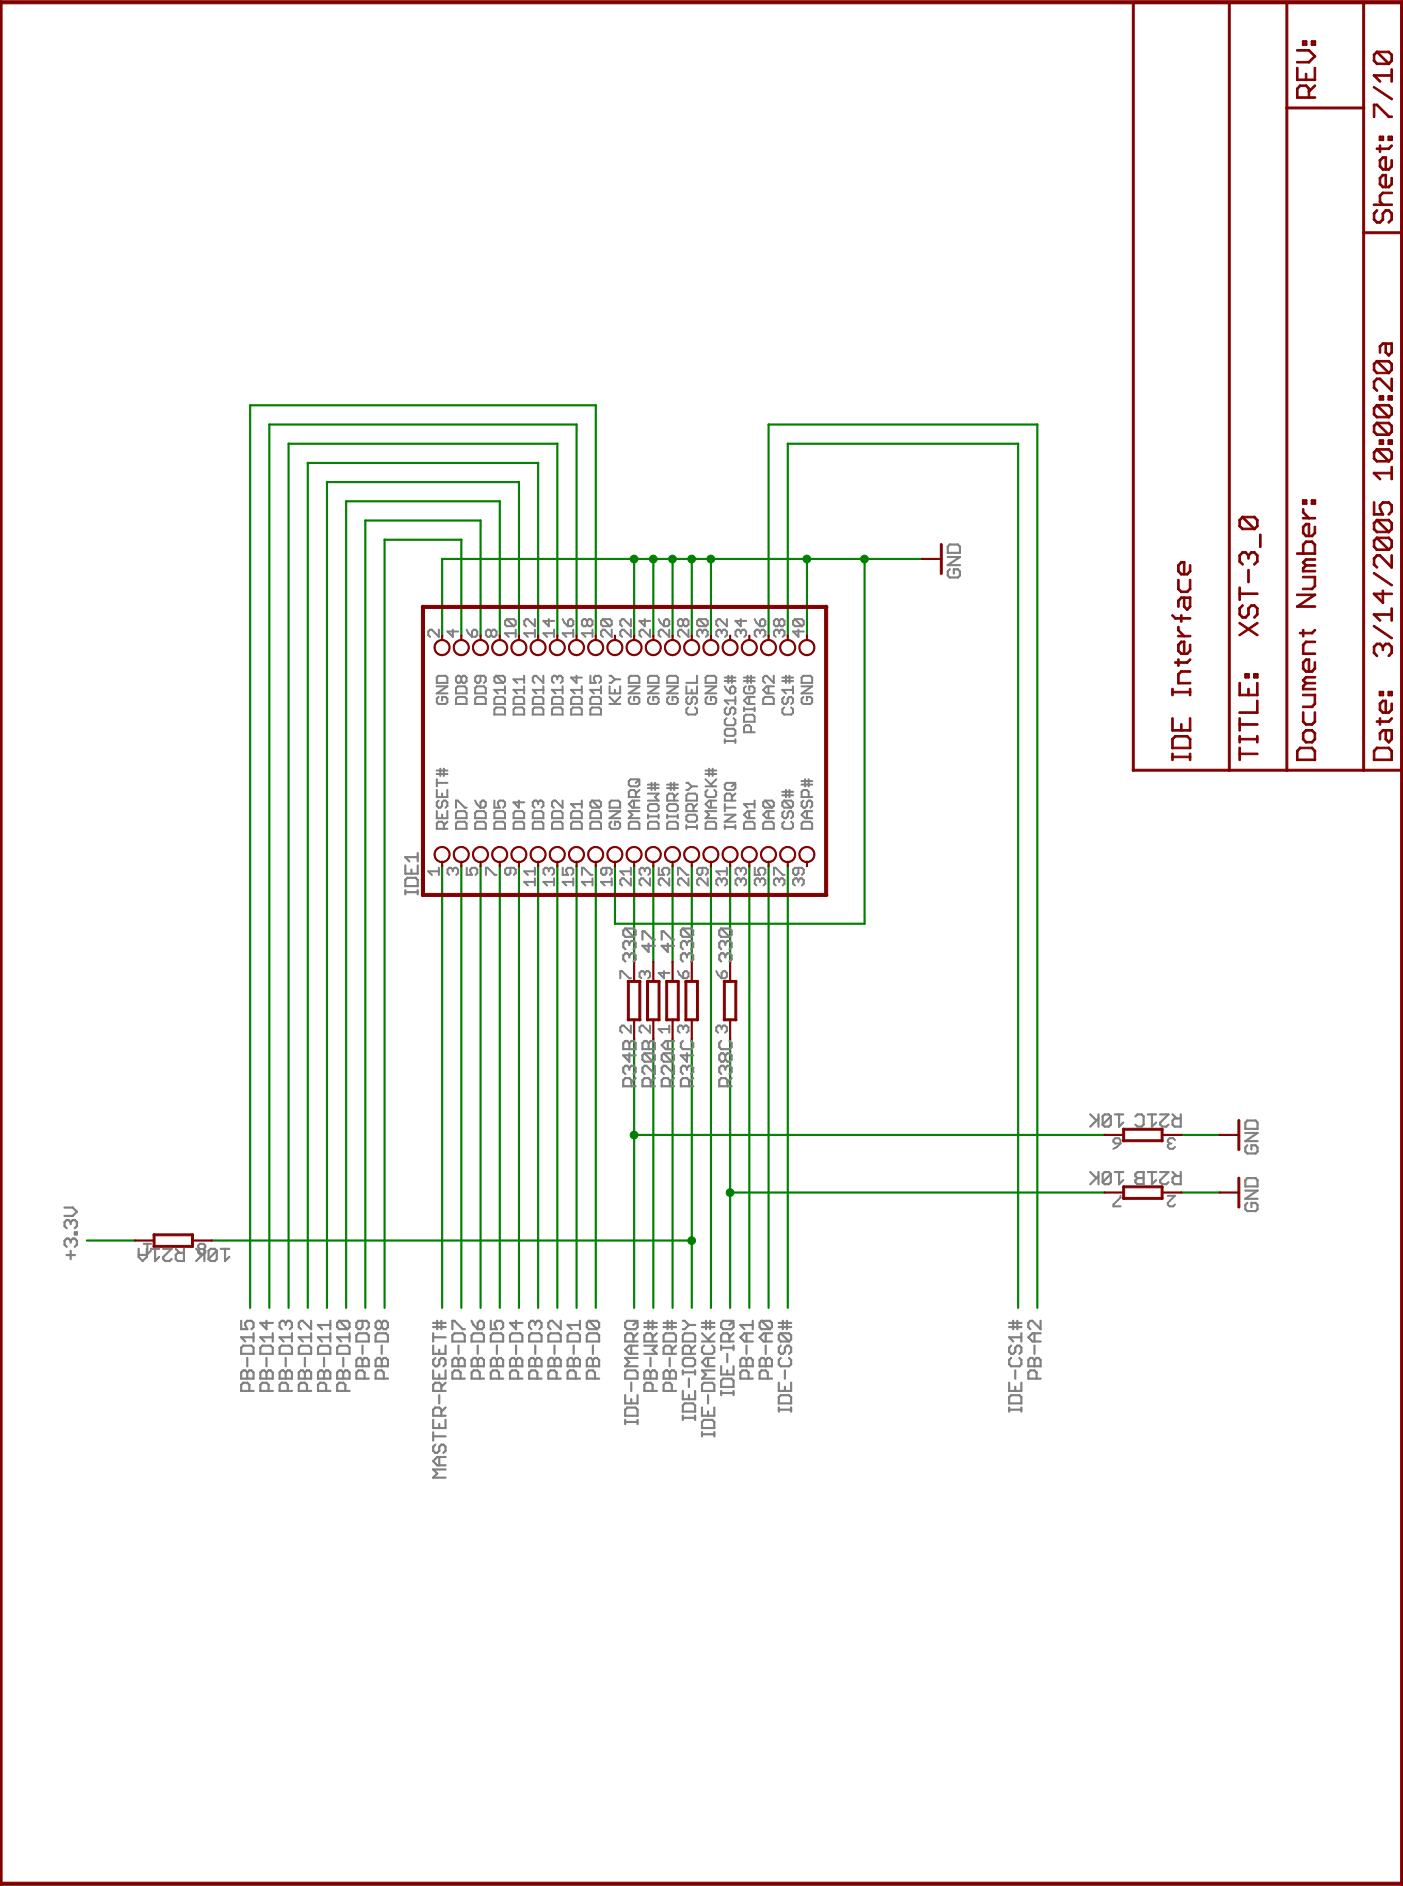 +3.3V
R21A 10K
1 8
PB-D15
PB-D14
PB-D13
PB-D12
PB-D11
PB-D10
PB-D9
PB-D8
MASTER-RESET#
PB-D7
PB-D6
PB-D5
PB-D4
PB-D3
PB-D2
PB-D1
PB-D0
IDE-DMARQ
PB-WR#
PB-RD#
IDE-IORDY
IDE-DMACK#
IDE-IRQ
PB-A1
PB-A0
IDE-CS0#
IDE-CS1#
PB-A2
R34B 2 7 330
R20B 2 3 47
R20A 1 4 47
R34C 3 6 330
R38C 3 6 330
R21C 10K
3 6
GND
R21B 10K
2 7
GND
IDE1
1 RESET# GND 2
3 DD7 DD8 4
5 DD6 DD9 6
7 DD5 DD10 8
9 DD4 DD11 10
11 DD3 DD12 12
13 DD2 DD13 14
15 DD1 DD14 16
17 DD0 DD15 18
19 GND KEY 20
21 DMARQ GND 22
23 DIOW# GND 24
25 DIOR# GND 26
27 IORDY CSEL 28
29 DMACK# GND 30
31 INTRQ IOCS16# 32
33 DA1 PDIAG# 34
35 DA0 DA2 36
37 CS0# CS1# 38
39 DASP# GND 40
GND
IDE Interface
TITLE: XST-3_0
Document Number:
REV:
Date: 3/14/2005 10:00:20a
Sheet: 7/10